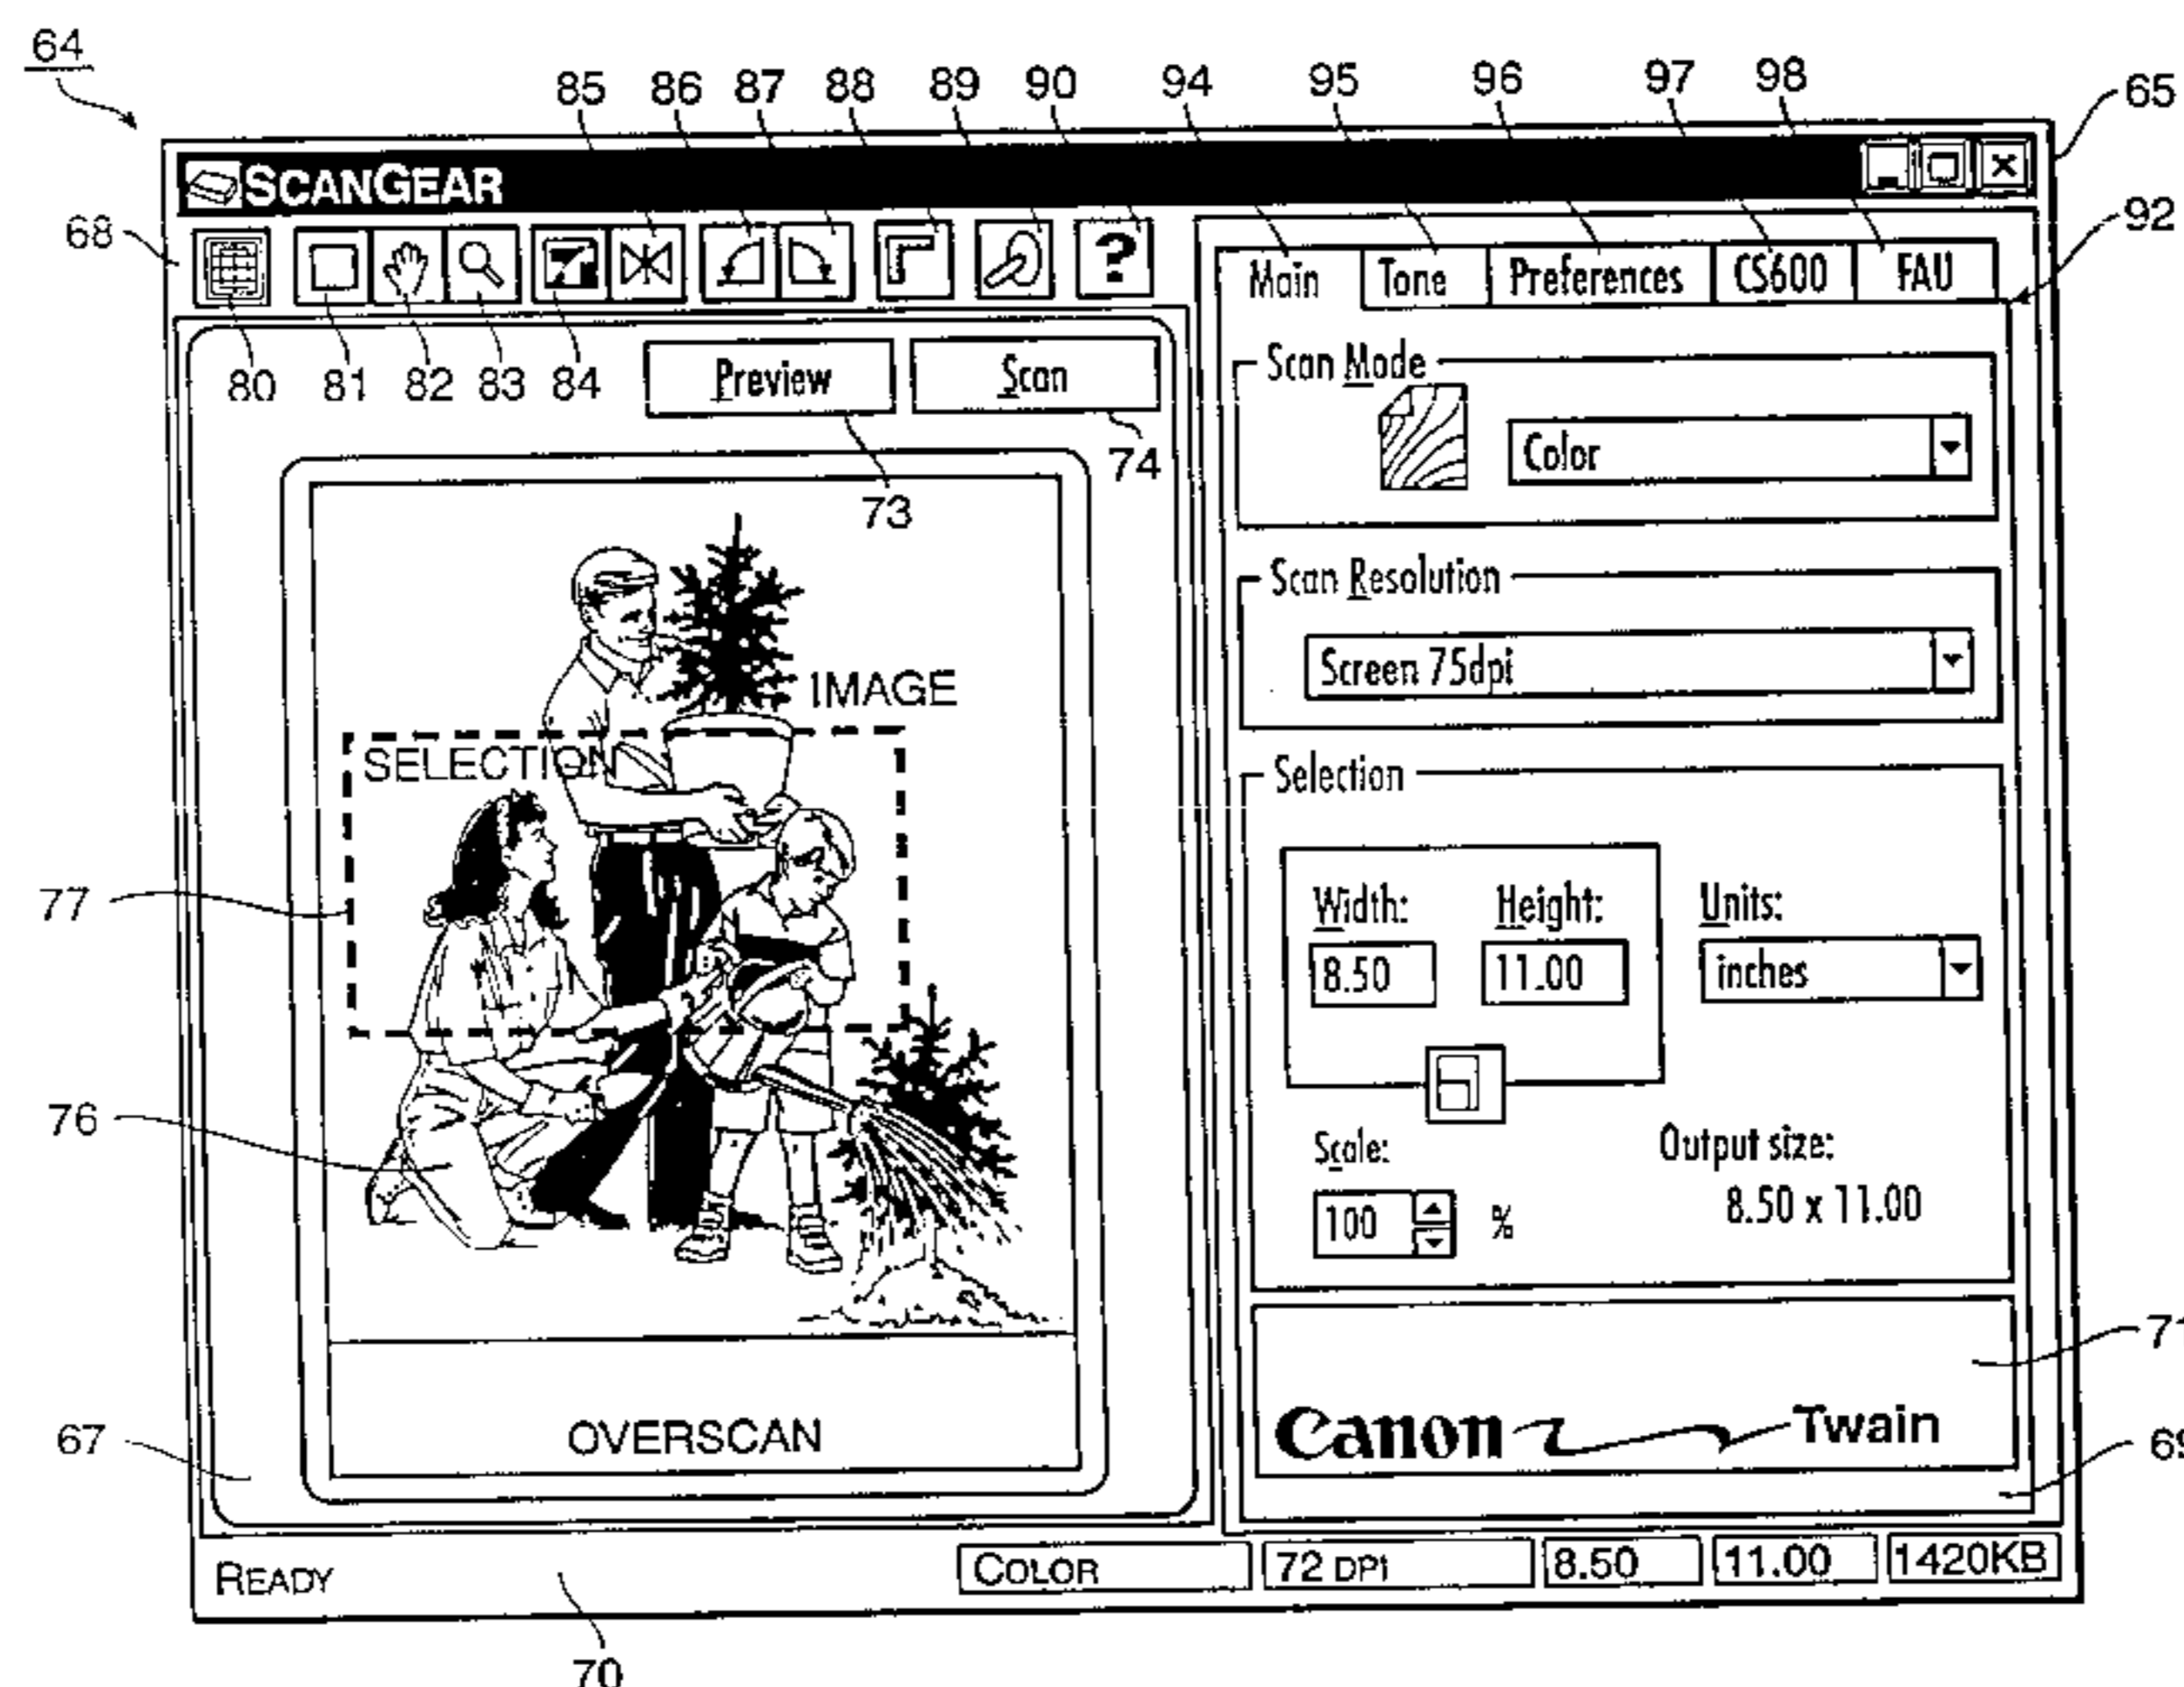 64
85 86 87 88 89 90 94 95 96 97 98
65
SCANGEAR
68
92
?
Main Tone Preferences CS600 FAU
80 81 82 83 84
Preview Scan
73
74
Scan Mode
Color
Scan Resolution
Screen 75dpi
IMAGE
SELECTION
77
76
Selection
Width: Height: Units:
8.50 11.00 inches
Scale: Output size:
100 % 8.50 x 11.00
OVERSCAN
67
Canon Twain
71
69
READY COLOR 72 DPI 8.50 11.00 1420KB
70